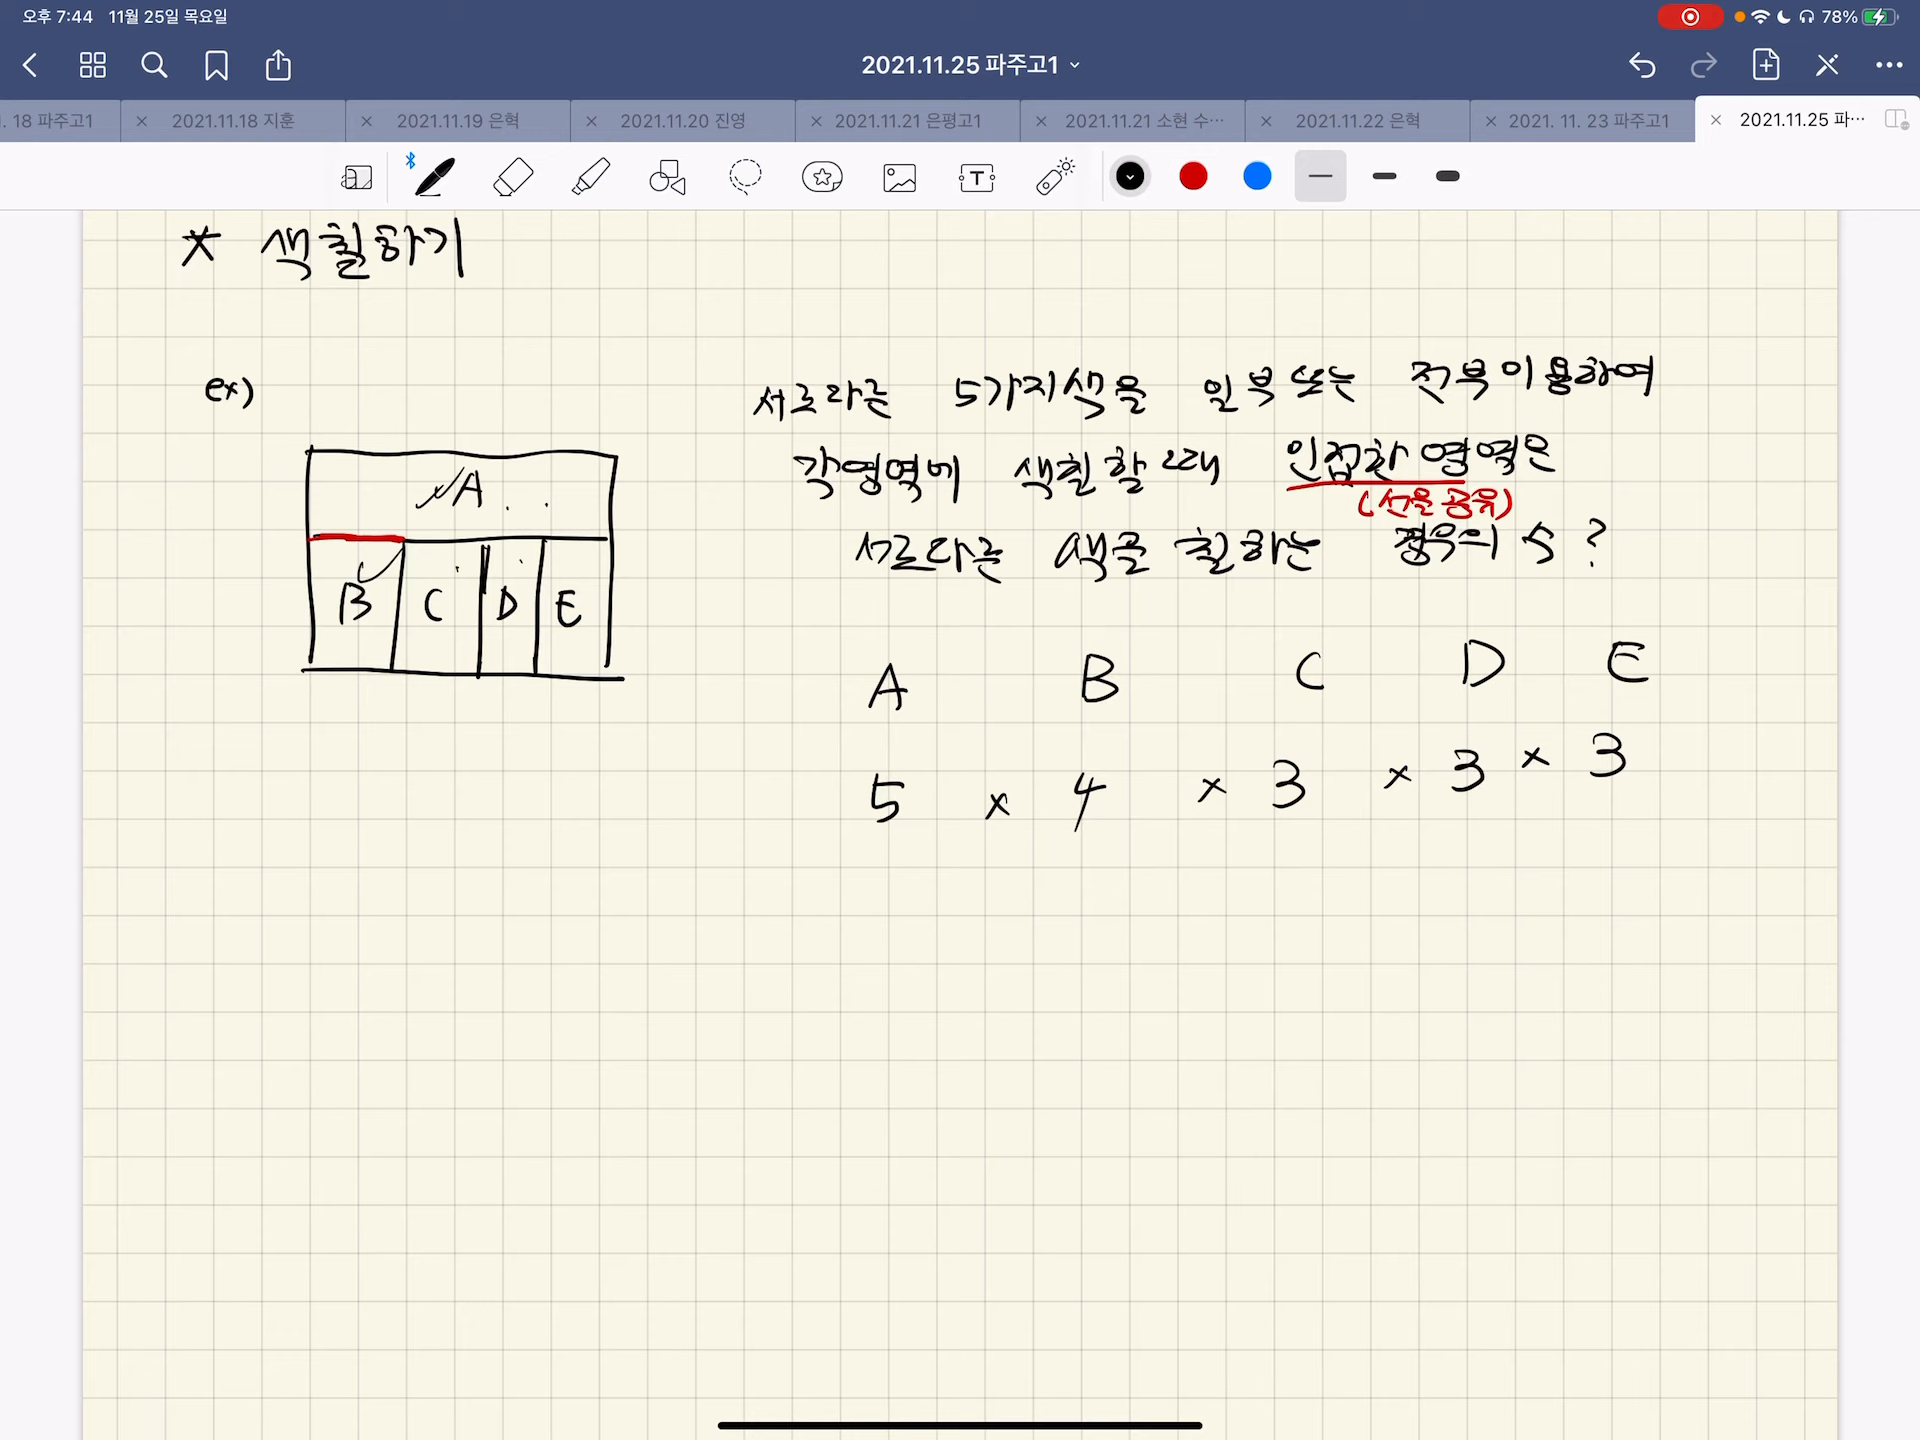 오후 7:44 11월 25일 목요일
78%
2021.11.25 파주고1
. 18 파주고1
2021.11.18 지훈
2021.11.19 은혁
2021.11.20 진영
2021.11.21 은평고1
2021.11.21 소현 수…
2021.11.22 은혁
2021. 11. 23 파주고1
2021.11.25 파…
* 색칠하기
ex)
서로다른 5가지색을 일부 또는 전부이용하여
각영역에 색칠할 때 인접한 영역은
(선을 공유)
서로다른 색을 칠하는 경우의 수?
A
B C D E
A B C D E
5 × 4 × 3 × 3 × 3